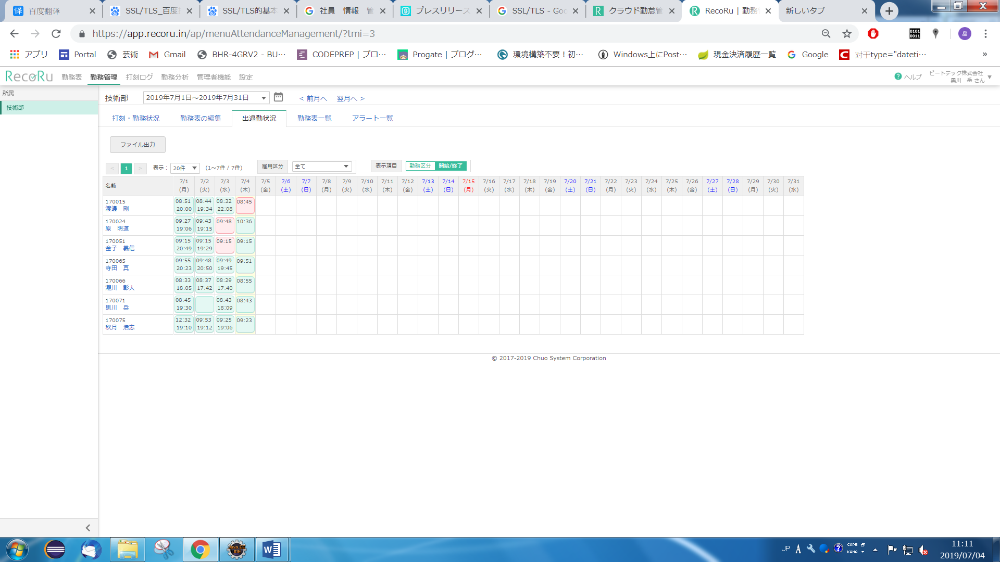 百度翻译
SSL/TLS_百度
SSL/TLS的基本
社員　情報　管
プレスリリース
SSL/TLS - Goo
クラウド勤怠管
RecoRu | 勤務
新しいタブ
https://app.recoru.in/ap/menuAttendanceManagement/?tmi=3
アプリ
Portal
芸術
Gmail
BHR-4GRV2 - BU…
CODEPREP | プロ…
Progate | プログ…
環境構築不要！初…
Windows上にPost…
現金決済履歴一覧
Google
对于type="dateti…
»
RecoRu
勤務表
勤務管理
打刻ログ
勤務分析
管理者機能
設定
ヘルプ
ビートテック株式会社
黒川　岳 さん
所属
技術部
技術部
2019年7月1日～2019年7月31日
< 前月へ
翌月へ >
打刻・勤務状況
勤務表の編集
出退勤状況
勤務表一覧
アラート一覧
ファイル出力
< 1 >
表示：
20件
(1～7件 / 7件)
雇用区分
全て
表示項目
勤務区分
開始/終了
名前
7/1 7/2 7/3 7/4 7/5 7/6 7/7 7/8 7/9 7/10 7/11 7/12 7/13 7/14 7/15 7/16 7/17 7/18 7/19 7/20 7/21 7/22 7/23 7/24 7/25 7/26 7/27 7/28 7/29 7/30 7/31
(月) (火) (水) (木) (金) (土) (日) (月) (火) (水) (木) (金) (土) (日) (月) (火) (水) (木) (金) (土) (日) (月) (火) (水) (木) (金) (土) (日) (月) (火) (水)
170015 08:51 08:44 08:32 08:45
渡邊　剛 20:00 19:34 22:08
170024 09:27 09:43 09:48 10:36
原　明道 19:06 19:15
170051 09:15 09:15 09:15 09:15
金子　義信 20:49 19:29
170065 09:55 09:48 09:49 09:51
寺田　真 20:23 20:50 19:45
170066 08:33 08:37 08:29 08:55
瀧川　彰人 18:05 17:42 17:40
170071 08:45 08:43 08:43
黒川　岳 19:30 18:09
170075 12:32 09:53 09:25 09:23
秋月　浩志 19:10 19:12 19:06
© 2017-2019 Chuo System Corporation
JP A CAPS
KANA
11:11
2019/07/04